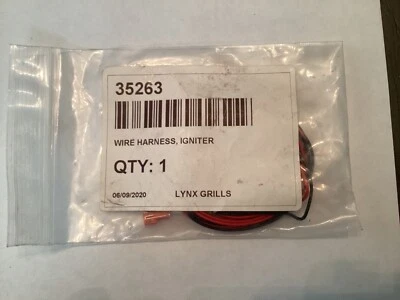 35263
WIRE HARNESS, IGNITER
QTY: 1
06/09/2020 LYNX GRILLS